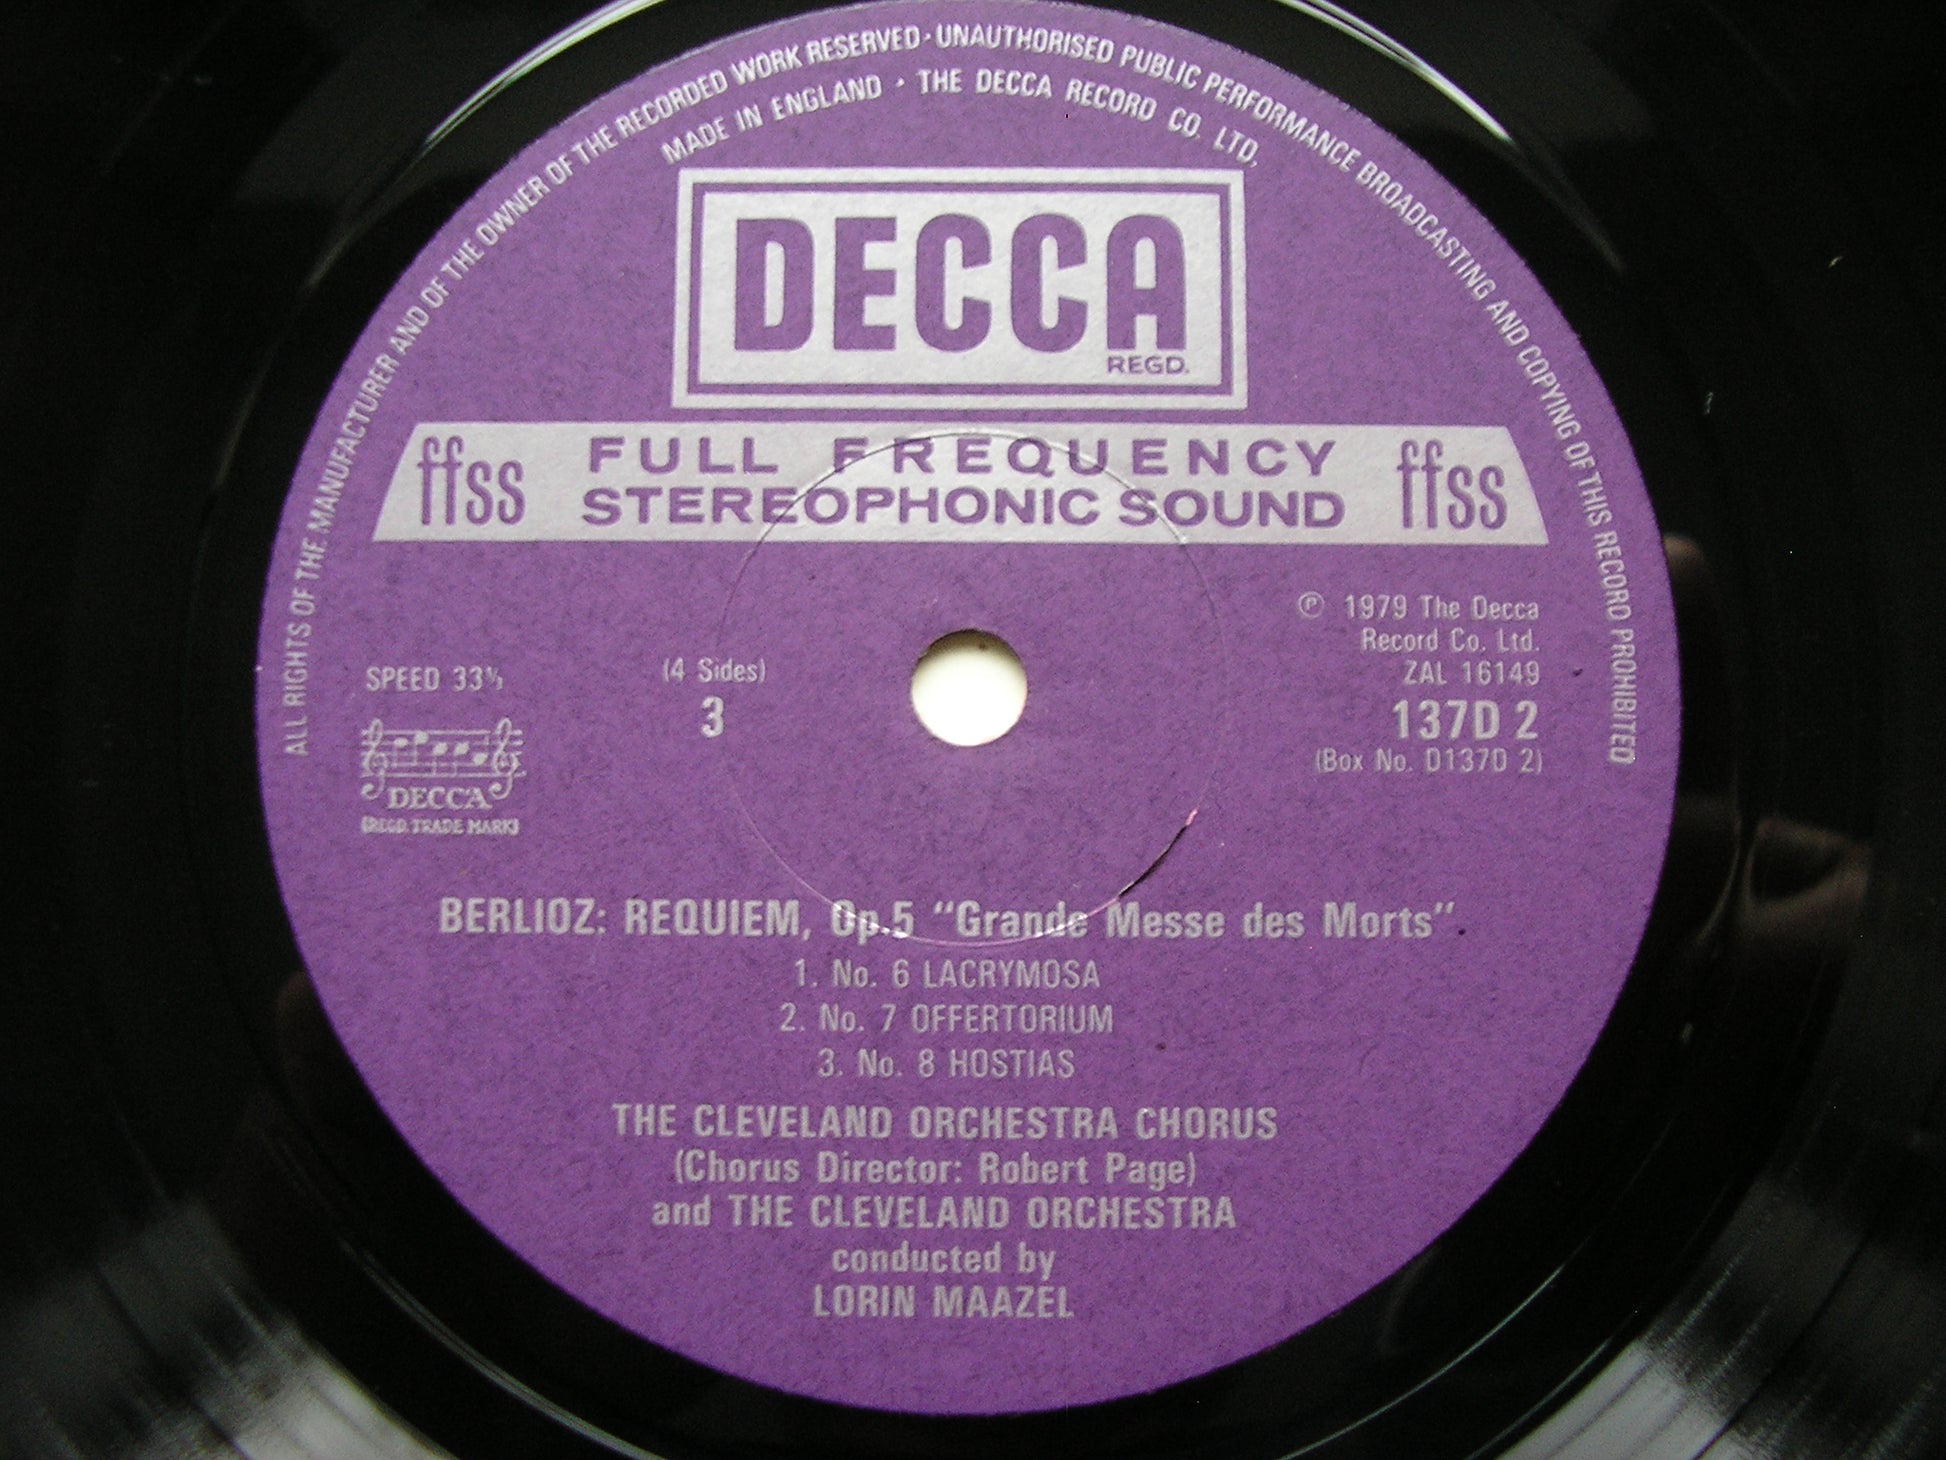 ALL RIGHTS OF THE MANUFACTURER AND OF THE OWNER OF THE RECORDED WORK RESERVED · UNAUTHORISED PUBLIC PERFORMANCE BROADCASTING AND COPYING OF THIS RECORD PROHIBITED
MADE IN ENGLAND · THE DECCA RECORD CO. LTD,
DECCA
REGD.
ffss FULL FREQUENCY ffss
STEREOPHONIC SOUND
℗ 1979 The Decca
Record Co. Ltd.
ZAL 16149
137D 2
(Box No. D137D 2)
SPEED 33⅓
(4 Sides)
3
DECCA
(REGD. TRADE MARK)
BERLIOZ: REQUIEM, Op.5 “Grande Messe des Morts”.
1. No. 6 LACRYMOSA
2. No. 7 OFFERTORIUM
3. No. 8 HOSTIAS
THE CLEVELAND ORCHESTRA CHORUS
(Chorus Director: Robert Page)
and THE CLEVELAND ORCHESTRA
conducted by
LORIN MAAZEL